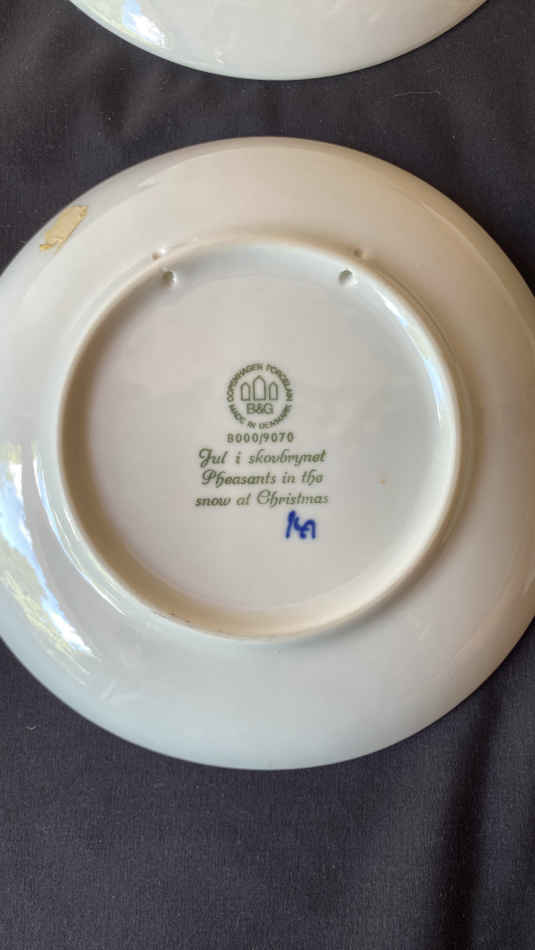 COPENHAGEN PORCELAIN
B&G
MADE IN DENMARK
8000/9070
Jul i skovbrynet
Pheasants in the
snow at Christmas